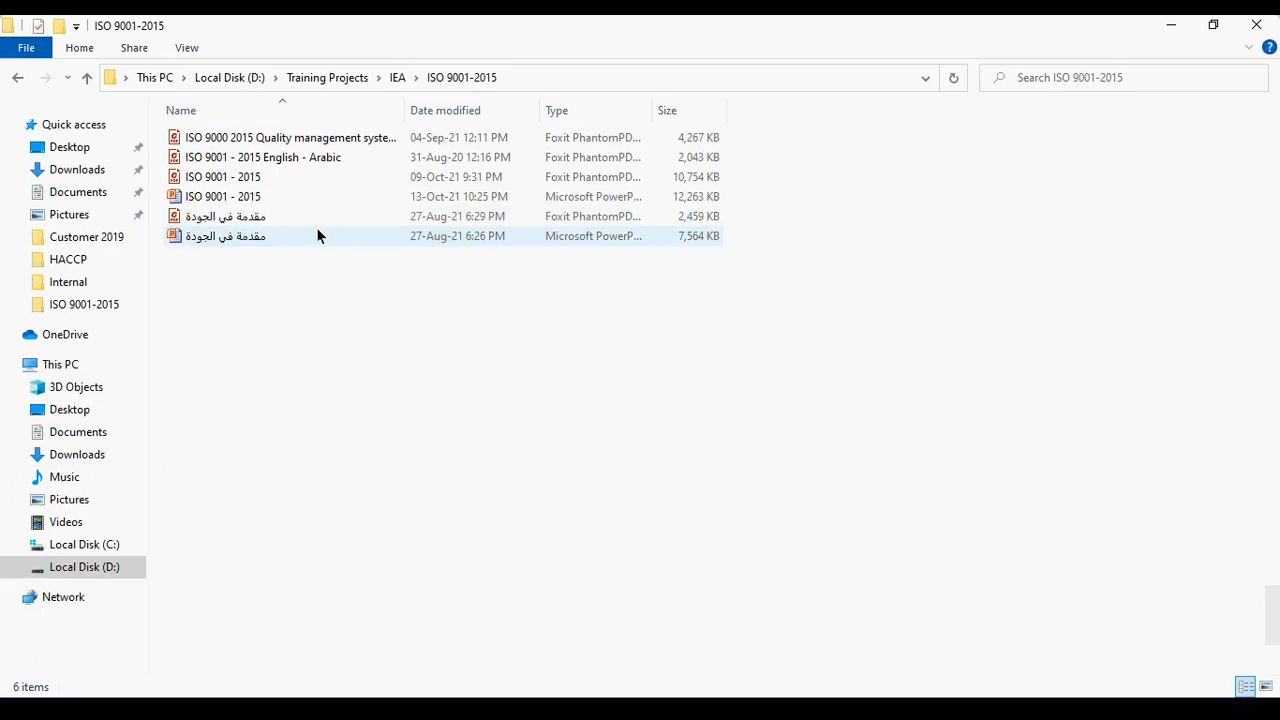 ISO 9001-2015
File Home Share View
This PC Local Disk (D:) Training Projects IEA ISO 9001-2015 Search ISO 9001-2015
Name Date modified Type Size
ISO 9000 2015 Quality management syste... 04-Sep-21 12:11 PM Foxit PhantomPD... 4,267 KB
ISO 9001 - 2015 English - Arabic 31-Aug-20 12:16 PM Foxit PhantomPD... 2,043 KB
ISO 9001 - 2015 09-Oct-21 9:31 PM Foxit PhantomPD... 10,754 KB
ISO 9001 - 2015 13-Oct-21 10:25 PM Microsoft PowerP... 12,263 KB
مقدمة في الجودة 27-Aug-21 6:29 PM Foxit PhantomPD... 2,459 KB
مقدمة في الجودة 27-Aug-21 6:26 PM Microsoft PowerP... 7,564 KB
Quick access
Desktop
Downloads
Documents
Pictures
Customer 2019
HACCP
Internal
ISO 9001-2015
OneDrive
This PC
3D Objects
Desktop
Documents
Downloads
Music
Pictures
Videos
Local Disk (C:)
Local Disk (D:)
Network
6 items